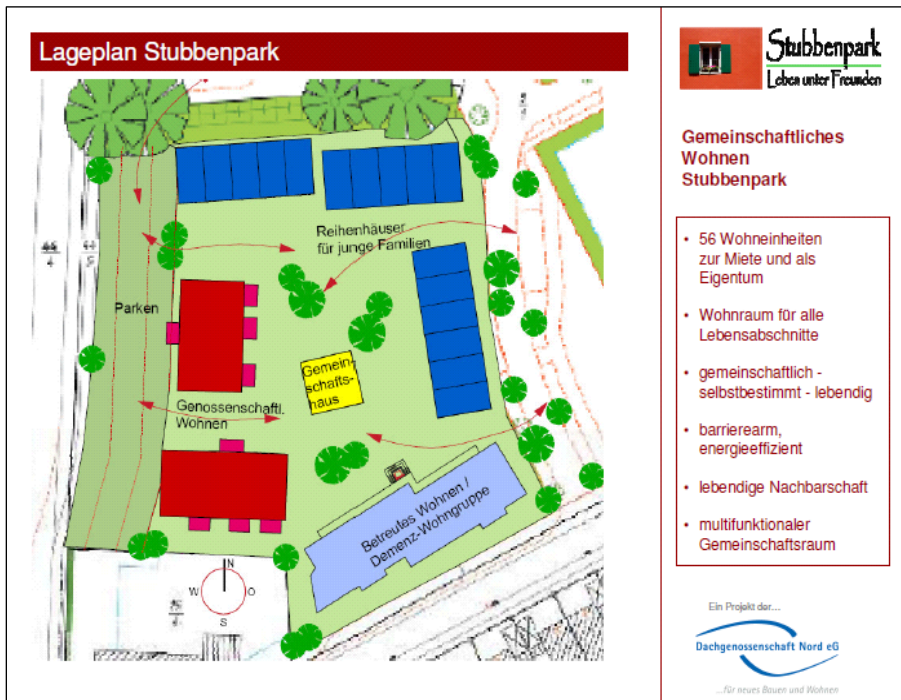 Lageplan Stubbenpark
Reihenhäuser
für junge Familien
Parken
Gemein-
schafts-
haus
Genossenschaftl.
Wohnen
Betreutes Wohnen /
Demenz-Wohngruppe
N
W
O
S
Stubbenpark
Leben unter Freunden
Gemeinschaftliches
Wohnen
Stubbenpark
• 56 Wohneinheiten
zur Miete und als
Eigentum
• Wohnraum für alle
Lebensabschnitte
• gemeinschaftlich -
selbstbestimmt - lebendig
• barrierearm,
energieeffizient
• lebendige Nachbarschaft
• multifunktionaler
Gemeinschaftsraum
Ein Projekt der...
Dachgenossenschaft Nord eG
...für neues Bauen und Wohnen